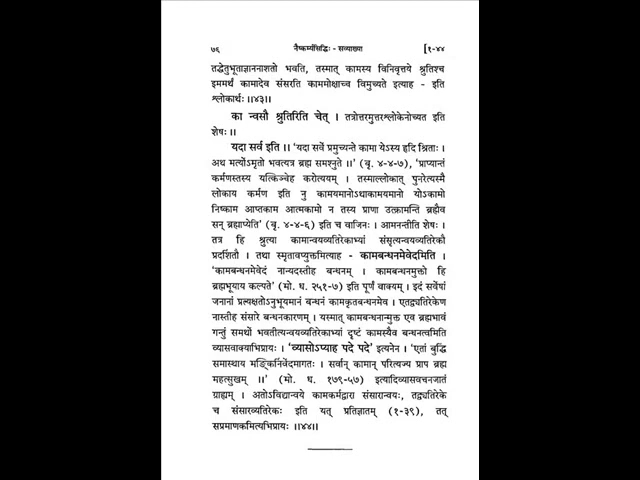 ७६ नैष्कर्म्यसिद्धिः - सव्याख्या [१-४४
तद्धेतुभूताज्ञाननाशतो भवति, तस्मात् कामस्य विनिवृत्तये श्रुतिश्च
इममर्थं कामादेव संसरति काममोक्षाच्च विमुच्यते इत्याह - इति
श्लोकार्थः ॥४३॥
का न्वसौ श्रुतिरिति चेत् । तत्रोत्तरमुत्तरश्लोकेनोच्यत इति
शेषः ॥
यदा सर्व इति ॥ 'यदा सर्वे प्रमुच्यन्ते कामा येऽस्य हृदि श्रिताः ।
अथ मर्त्योऽमृतो भवत्यत्र ब्रह्म समश्नुते ॥' (बृ. ४-४-७), 'प्राप्यान्तं
कर्मणस्तस्य यत्किञ्चेह करोत्ययम् । तस्माल्लोकात् पुनरेत्यस्मै
लोकाय कर्मण इति नु कामयमानोऽथाकामयमानो योऽकामो
निष्काम आप्तकाम आत्मकामो न तस्य प्राणा उत्क्रामन्ति ब्रह्मैव
सन् ब्रह्माप्येति' (बृ. ४-४-६) इति च वाजिनः । आमनन्तीति शेषः ।
तत्र हि श्रुत्या कामान्वयव्यतिरेकाभ्यां संसृत्यन्वयव्यतिरेकौ
प्रदर्शितौ । तथा स्मृतावप्युक्तमित्याह - कामबन्धनमेवेदमिति ।
'कामबन्धनमेवेदं नान्यदस्तीह बन्धनम् । कामबन्धनमुक्तो हि
ब्रह्मभूयाय कल्पते' (मो. ध. २५१-७) इति पूर्णं वाक्यम् । इदं सर्वेषां
जनानां प्रत्यक्षतोऽनुभूयमानं बन्धनं कामकृतबन्धनमेव । एतद्व्यतिरेकेण
नास्तीह संसारे बन्धनकारणम् । यस्मात् कामबन्धनान्मुक्त एव ब्रह्मभावं
गन्तुं समर्थो भवतीत्यन्वयव्यतिरेकाभ्यां दृष्टं कामस्यैव बन्धनत्वमिति
व्यासवाक्याभिप्रायः । 'व्यासोऽप्याह पदे पदे' इत्यनेन । 'एतां बुद्धिं
समास्थाय मङ्किर्निर्वेदमागतः । सर्वान् कामान् परित्यज्य प्राप ब्रह्म
महत्सुखम् ॥' (मो. ध. १७९-५७) इत्यादिव्यासवचनजातं
ग्राह्यम् । अतोऽविद्यान्वये कामकर्मद्वारा संसारान्वयः, तद्व्यतिरेके
च संसारव्यतिरेकः इति यत् प्रतिज्ञातम् (१-३९), तत्
सप्रमाणकमित्यभिप्रायः ॥४४॥